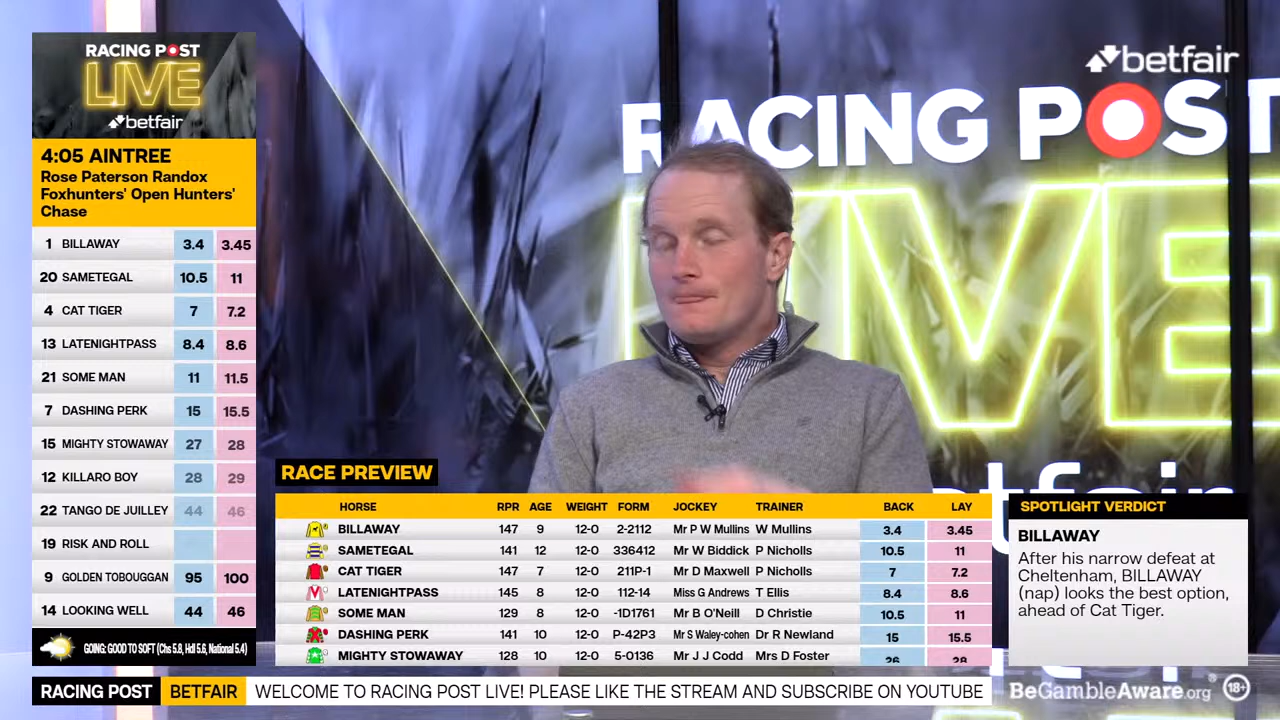 RACING POST
LIVE
betfair
4:05 AINTREE
Rose Paterson Randox
Foxhunters' Open Hunters'
Chase
1 BILLAWAY 3.4 3.45
20 SAMETEGAL 10.5 11
4 CAT TIGER 7 7.2
13 LATENIGHTPASS 8.4 8.6
21 SOME MAN 11 11.5
7 DASHING PERK 15 15.5
15 MIGHTY STOWAWAY 27 28
12 KILLARO BOY 28 29
22 TANGO DE JUILLEY 44 46
19 RISK AND ROLL
9 GOLDEN TOBOUGGAN 95 100
14 LOOKING WELL 44 46
GOING: GOOD TO SOFT (Chs 5.8, Hdl 5.6, National 5.4)
betfair
RACING POST
LIVE
betfair
RACE PREVIEW
HORSE RPR AGE WEIGHT FORM JOCKEY TRAINER BACK LAY
BILLAWAY 147 9 12-0 2-2112 Mr P W Mullins W Mullins 3.4 3.45
SAMETEGAL 141 12 12-0 336412 Mr W Biddick P Nicholls 10.5 11
CAT TIGER 147 7 12-0 211P-1 Mr D Maxwell P Nicholls 7 7.2
LATENIGHTPASS 145 8 12-0 112-14 Miss G Andrews T Ellis 8.4 8.6
SOME MAN 129 8 12-0 -1D1761 Mr B O'Neill D Christie 10.5 11
DASHING PERK 141 10 12-0 P-42P3 Mr S Waley-cohen Dr R Newland 15 15.5
MIGHTY STOWAWAY 128 10 12-0 5-0136 Mr J J Codd Mrs D Foster 26 28
SPOTLIGHT VERDICT
BILLAWAY
After his narrow defeat at
Cheltenham, BILLAWAY
(nap) looks the best option,
ahead of Cat Tiger.
RACING POST BETFAIR WELCOME TO RACING POST LIVE! PLEASE LIKE THE STREAM AND SUBSCRIBE ON YOUTUBE
BeGambleAware.org® 18+